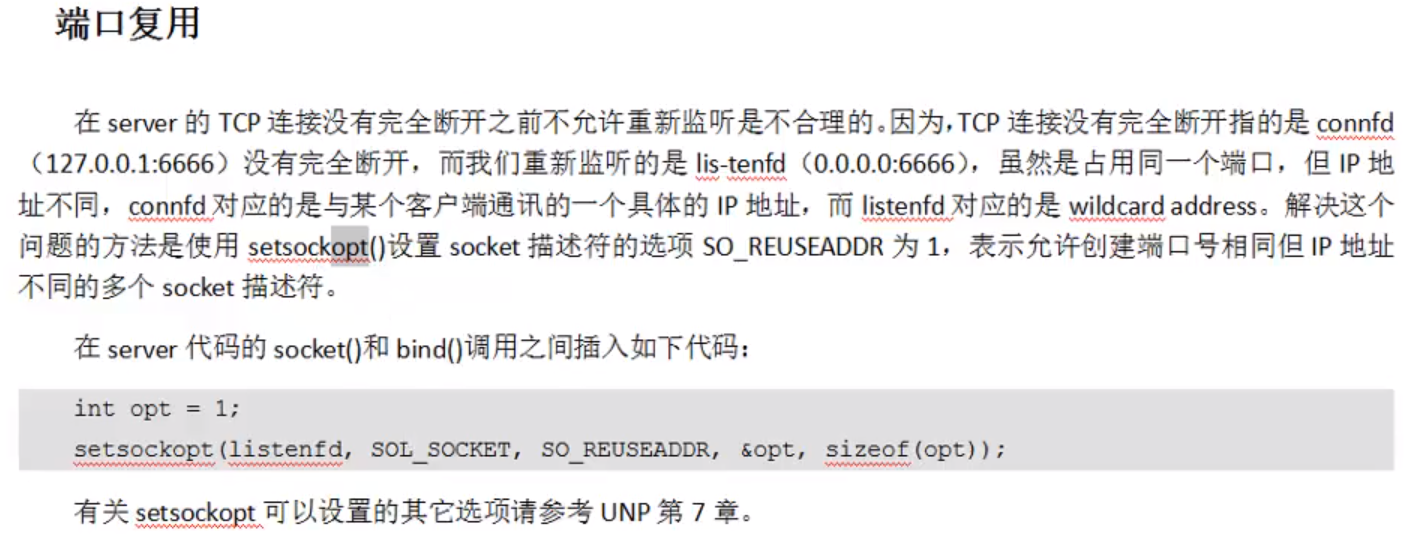 端口复用
在 server 的 TCP 连接没有完全断开之前不允许重新监听是不合理的。因为,TCP 连接没有完全断开指的是 connfd
（127.0.0.1:6666）没有完全断开，而我们重新监听的是 lis-tenfd（0.0.0.0:6666），虽然是占用同一个端口，但 IP 地
址不同，connfd 对应的是与某个客户端通讯的一个具体的 IP 地址，而 listenfd 对应的是 wildcard address。解决这个
问题的方法是使用 setsockopt()设置 socket 描述符的选项 SO_REUSEADDR 为 1，表示允许创建端口号相同但 IP 地址
不同的多个 socket 描述符。
在 server 代码的 socket()和 bind()调用之间插入如下代码：
int opt = 1;
setsockopt(listenfd, SOL_SOCKET, SO_REUSEADDR, &opt, sizeof(opt));
有关 setsockopt 可以设置的其它选项请参考 UNP 第 7 章。